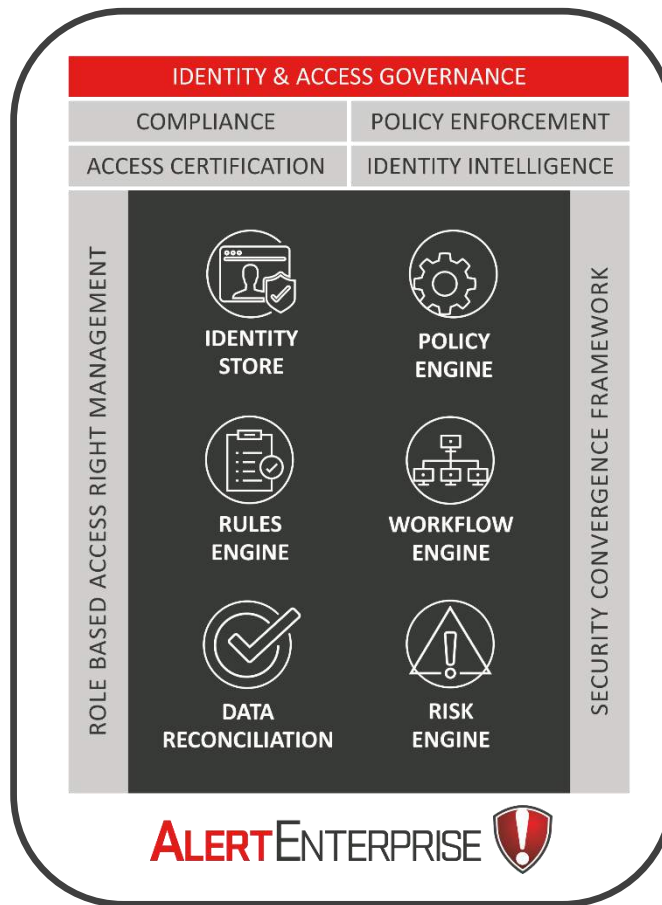 IDENTITY & ACCESS GOVERNANCE
COMPLIANCE
POLICY ENFORCEMENT
ACCESS CERTIFICATION
IDENTITY INTELLIGENCE
ROLE BASED ACCESS RIGHT MANAGEMENT
IDENTITY
STORE
POLICY
ENGINE
RULES
ENGINE
WORKFLOW
ENGINE
DATA
RECONCILIATION
RISK
ENGINE
SECURITY CONVERGENCE FRAMEWORK
ALERTENTERPRISE